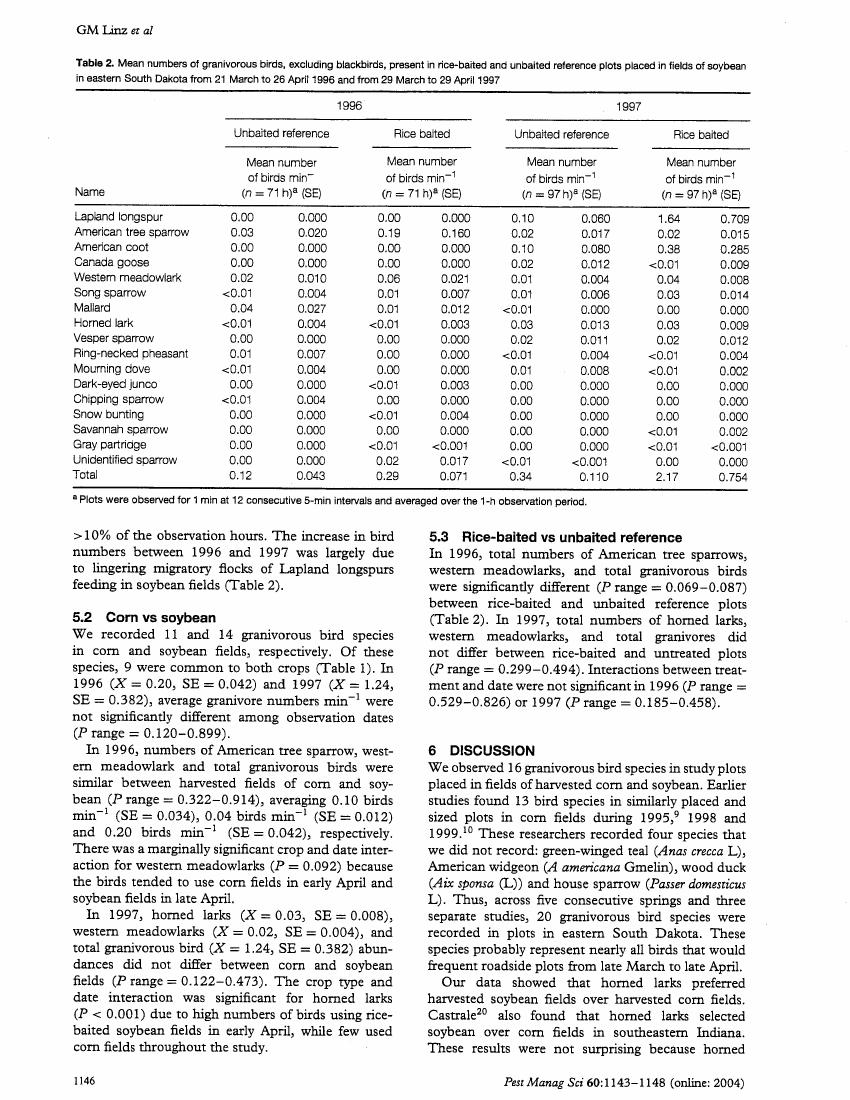 GM Linz et al
Table 2. Mean numbers of granivorous birds, excluding blackbirds, present in rice-baited and unbaited reference plots placed in fields of soybean
in eastern South Dakota from 21 March to 26 April 1996 and from 29 March to 29 April 1997
1996 1997
Unbaited reference Rice baited Unbaited reference Rice baited
Mean number Mean number Mean number Mean number
of birds min⁻ of birds min⁻¹ of birds min⁻¹ of birds min⁻¹
Name (n = 71 h)ᵃ (SE) (n = 71 h)ᵃ (SE) (n = 97 h)ᵃ (SE) (n = 97 h)ᵃ (SE)
Lapland longspur 0.00 0.000 0.00 0.000 0.10 0.060 1.64 0.709
American tree sparrow 0.03 0.020 0.19 0.160 0.02 0.017 0.02 0.015
American coot 0.00 0.000 0.00 0.000 0.10 0.080 0.38 0.285
Canada goose 0.00 0.000 0.00 0.000 0.02 0.012 <0.01 0.009
Western meadowlark 0.02 0.010 0.06 0.021 0.01 0.004 0.04 0.008
Song sparrow <0.01 0.004 0.01 0.007 0.01 0.006 0.03 0.014
Mallard 0.04 0.027 0.01 0.012 <0.01 0.000 0.00 0.000
Horned lark <0.01 0.004 <0.01 0.003 0.03 0.013 0.03 0.009
Vesper sparrow 0.00 0.000 0.00 0.000 0.02 0.011 0.02 0.012
Ring-necked pheasant 0.01 0.007 0.00 0.000 <0.01 0.004 <0.01 0.004
Mourning dove <0.01 0.004 0.00 0.000 0.01 0.008 <0.01 0.002
Dark-eyed junco 0.00 0.000 <0.01 0.003 0.00 0.000 0.00 0.000
Chipping sparrow <0.01 0.004 0.00 0.000 0.00 0.000 0.00 0.000
Snow bunting 0.00 0.000 <0.01 0.004 0.00 0.000 0.00 0.000
Savannah sparrow 0.00 0.000 0.00 0.000 0.00 0.000 <0.01 0.002
Gray partridge 0.00 0.000 <0.01 <0.001 0.00 0.000 <0.01 <0.001
Unidentified sparrow 0.00 0.000 0.02 0.017 <0.01 <0.001 0.00 0.000
Total 0.12 0.043 0.29 0.071 0.34 0.110 2.17 0.754
ᵃ Plots were observed for 1 min at 12 consecutive 5-min intervals and averaged over the 1-h observation period.
>10% of the observation hours. The increase in bird
numbers between 1996 and 1997 was largely due
to lingering migratory flocks of Lapland longspurs
feeding in soybean fields (Table 2).
5.2 Corn vs soybean
We recorded 11 and 14 granivorous bird species
in corn and soybean fields, respectively. Of these
species, 9 were common to both crops (Table 1). In
1996 (X = 0.20, SE = 0.042) and 1997 (X = 1.24,
SE = 0.382), average granivore numbers min⁻¹ were
not significantly different among observation dates
(P range = 0.120–0.899).
In 1996, numbers of American tree sparrow, west-
ern meadowlark and total granivorous birds were
similar between harvested fields of corn and soy-
bean (P range = 0.322–0.914), averaging 0.10 birds
min⁻¹ (SE = 0.034), 0.04 birds min⁻¹ (SE = 0.012)
and 0.20 birds min⁻¹ (SE = 0.042), respectively.
There was a marginally significant crop and date inter-
action for western meadowlarks (P = 0.092) because
the birds tended to use corn fields in early April and
soybean fields in late April.
In 1997, horned larks (X = 0.03, SE = 0.008),
western meadowlarks (X = 0.02, SE = 0.004), and
total granivorous bird (X = 1.24, SE = 0.382) abun-
dances did not differ between corn and soybean
fields (P range = 0.122–0.473). The crop type and
date interaction was significant for horned larks
(P < 0.001) due to high numbers of birds using rice-
baited soybean fields in early April, while few used
corn fields throughout the study.
5.3 Rice-baited vs unbaited reference
In 1996, total numbers of American tree sparrows,
western meadowlarks, and total granivorous birds
were significantly different (P range = 0.069–0.087)
between rice-baited and unbaited reference plots
(Table 2). In 1997, total numbers of horned larks,
western meadowlarks, and total granivores did
not differ between rice-baited and untreated plots
(P range = 0.299–0.494). Interactions between treat-
ment and date were not significant in 1996 (P range =
0.529–0.826) or 1997 (P range = 0.185–0.458).
6 DISCUSSION
We observed 16 granivorous bird species in study plots
placed in fields of harvested corn and soybean. Earlier
studies found 13 bird species in similarly placed and
sized plots in corn fields during 1995,⁹ 1998 and
1999.¹⁰ These researchers recorded four species that
we did not record: green-winged teal (Anas crecca L),
American widgeon (A americana Gmelin), wood duck
(Aix sponsa (L)) and house sparrow (Passer domesticus
L). Thus, across five consecutive springs and three
separate studies, 20 granivorous bird species were
recorded in plots in eastern South Dakota. These
species probably represent nearly all birds that would
frequent roadside plots from late March to late April.
Our data showed that horned larks preferred
harvested soybean fields over harvested corn fields.
Castrale²⁰ also found that horned larks selected
soybean over corn fields in southeastern Indiana.
These results were not surprising because horned
1146
Pest Manag Sci 60:1143–1148 (online: 2004)